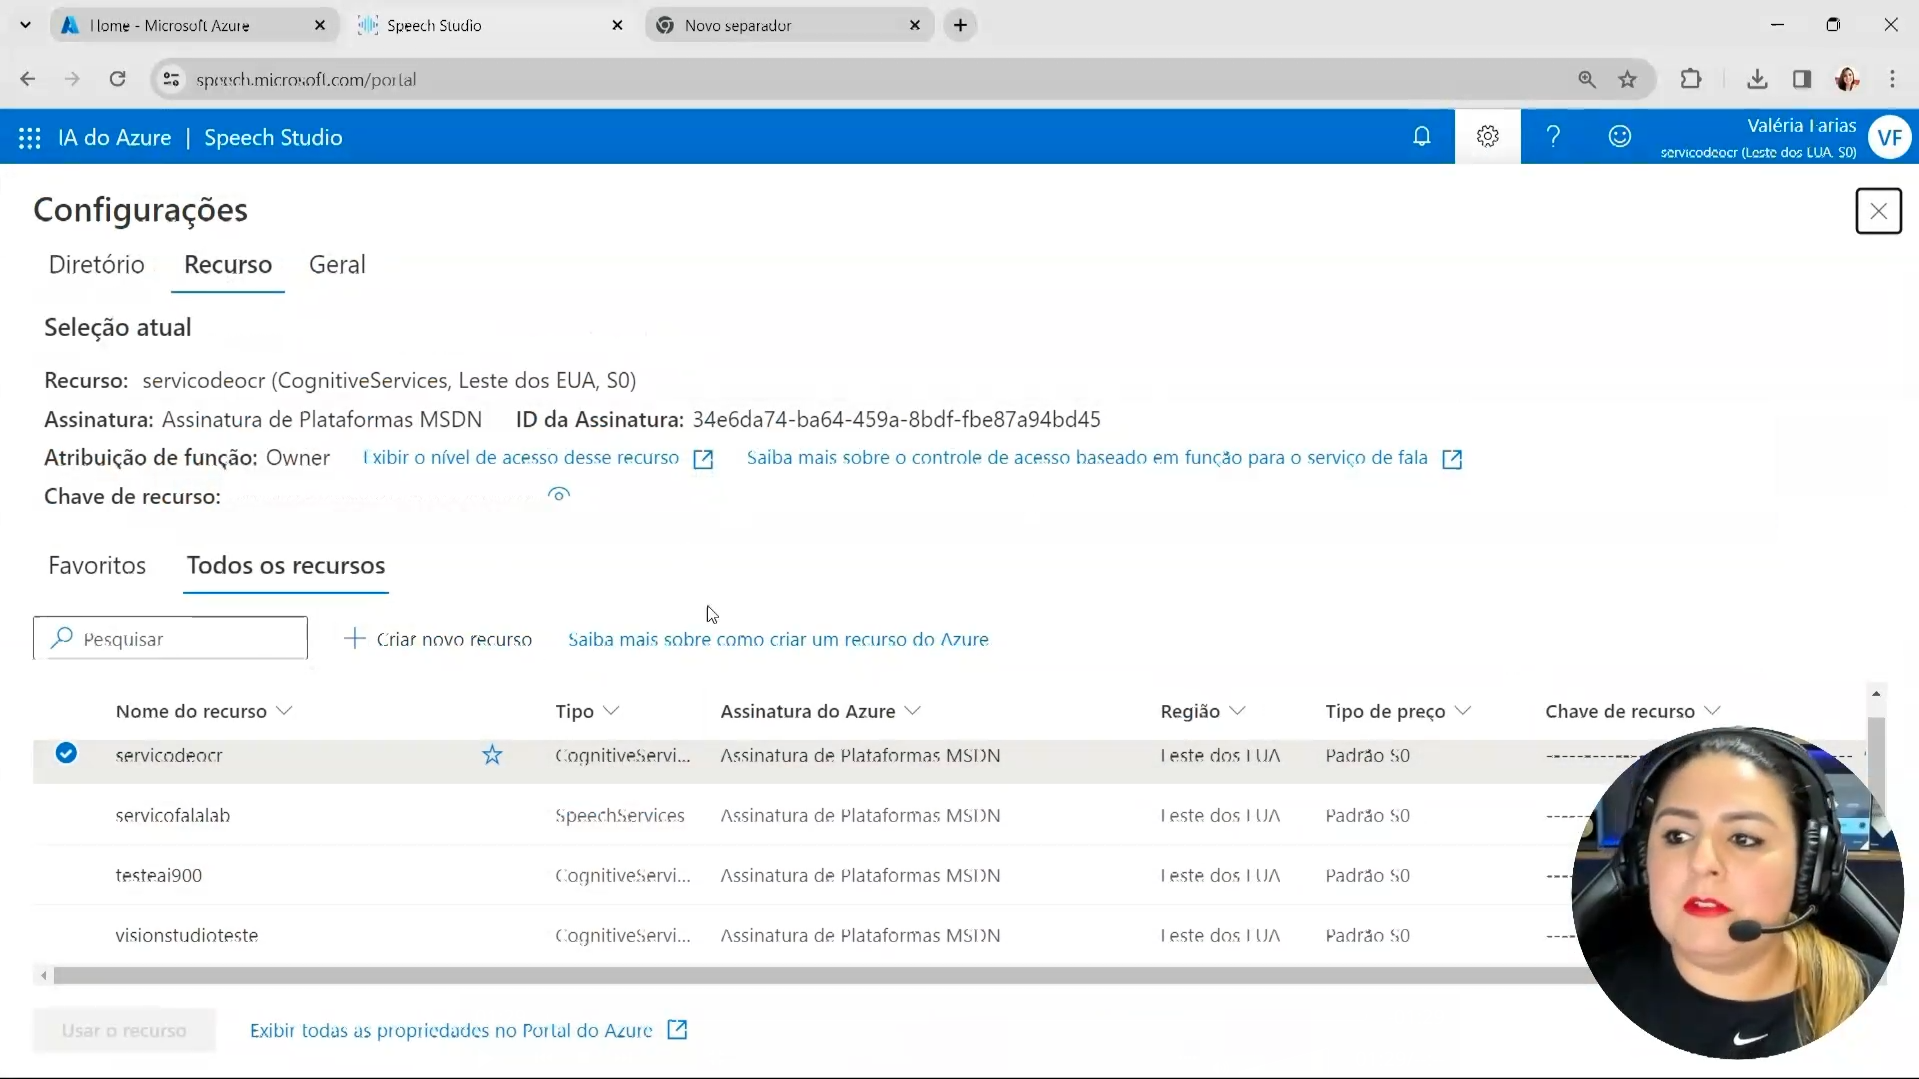 Home - Microsoft Azure
Speech Studio
Novo separador
speech.microsoft.com/portal
IA do Azure | Speech Studio
Valéria Farias
servicodeocr (Leste dos EUA, S0)
VF
Configurações
Diretório Recurso Geral
Seleção atual
Recurso: servicodeocr (CognitiveServices, Leste dos EUA, S0)
Assinatura: Assinatura de Plataformas MSDN ID da Assinatura: 34e6da74-ba64-459a-8bdf-fbe87a94bd45
Atribuição de função: Owner Exibir o nível de acesso desse recurso Saiba mais sobre o controle de acesso baseado em função para o serviço de fala
Chave de recurso:
Favoritos Todos os recursos
Pesquisar Criar novo recurso Saiba mais sobre como criar um recurso do Azure
Nome do recurso Tipo Assinatura do Azure Região Tipo de preço Chave de recurso
servicodeocr CognitiveServi... Assinatura de Plataformas MSDN Leste dos EUA Padrão S0
servicofalalab SpeechServices Assinatura de Plataformas MSDN Leste dos EUA Padrão S0
testeai900 CognitiveServi... Assinatura de Plataformas MSDN Leste dos EUA Padrão S0
visionstudioteste CognitiveServi... Assinatura de Plataformas MSDN Leste dos EUA Padrão S0
Usar o recurso Exibir todas as propriedades no Portal do Azure